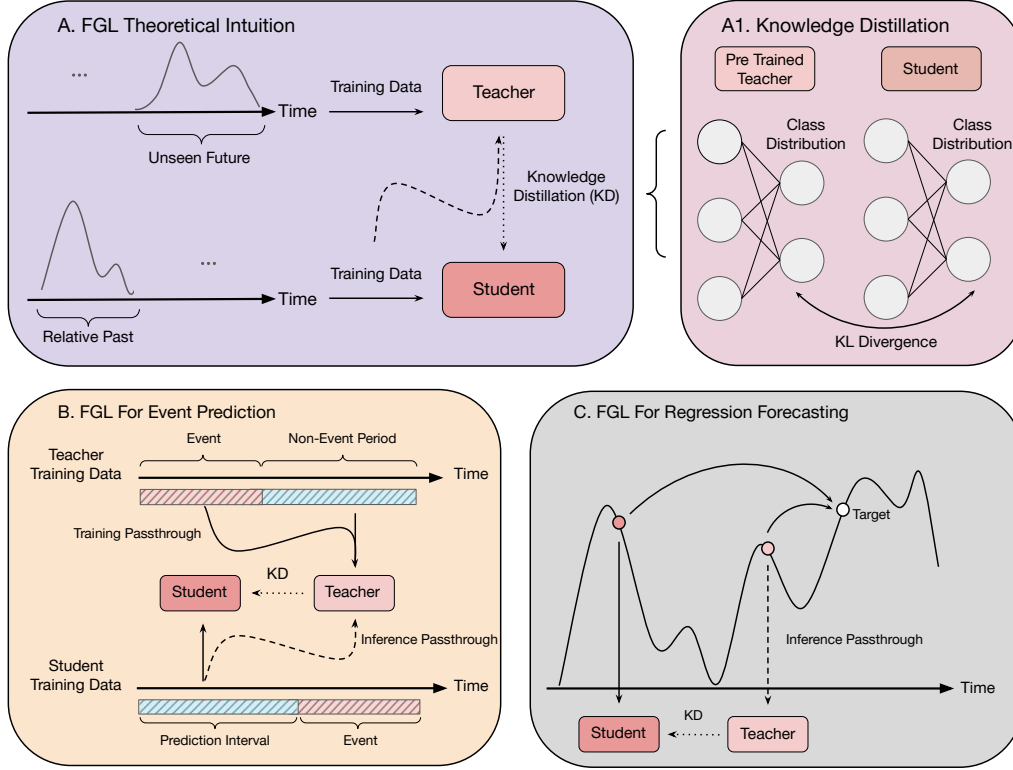 A. FGL Theoretical Intuition
...
Time
Unseen Future
Training Data
Teacher
Knowledge
Distillation (KD)
...
Time
Relative Past
Training Data
Student
A1. Knowledge Distillation
Pre Trained
Teacher
Student
Class
Distribution
Class
Distribution
KL Divergence
B. FGL For Event Prediction
Event
Non-Event Period
Teacher
Training Data
Time
Training Passthrough
Student
KD
Teacher
Inference Passthrough
Student
Training Data
Time
Prediction Interval
Event
C. FGL For Regression Forecasting
Target
Inference Passthrough
Time
Student
KD
Teacher